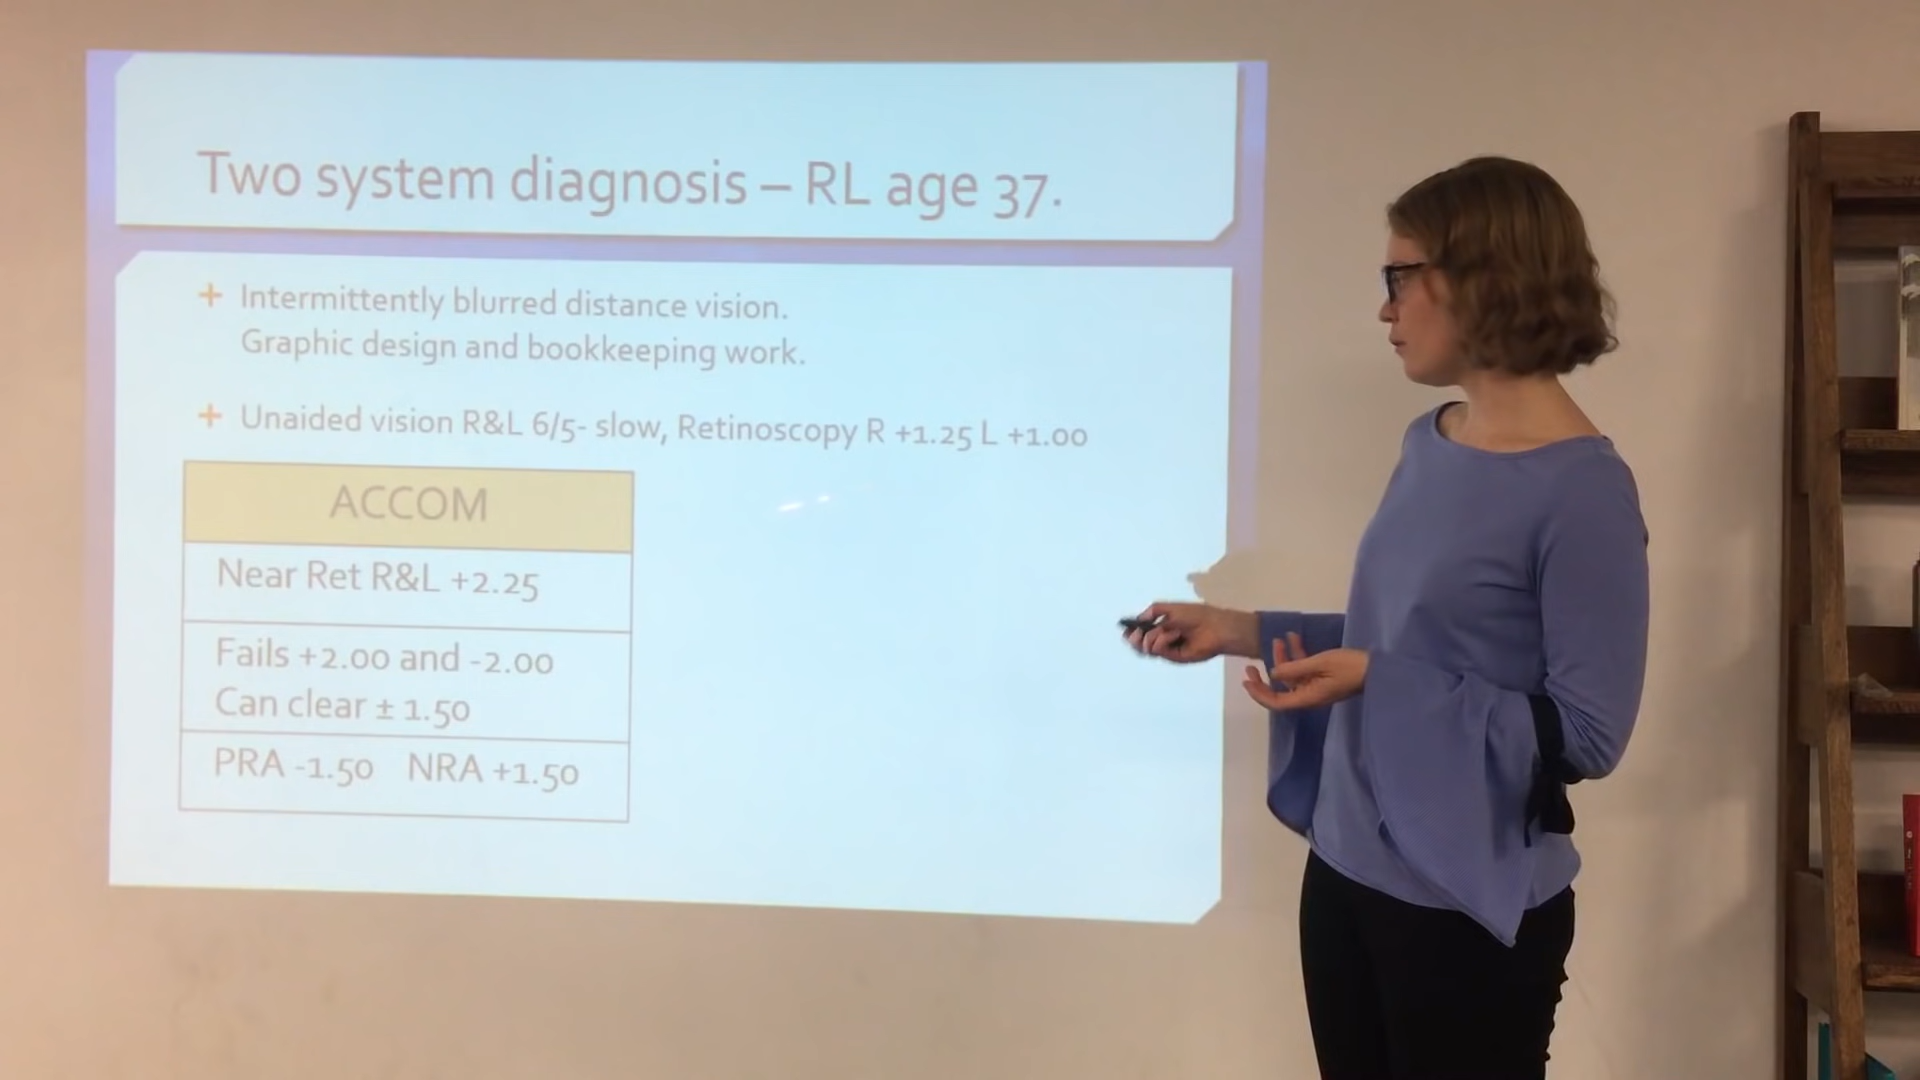 Two system diagnosis – RL age 37.
+ Intermittently blurred distance vision.
Graphic design and bookkeeping work.
+ Unaided vision R&L 6/5- slow, Retinoscopy R +1.25 L +1.00
ACCOM
Near Ret R&L +2.25
Fails +2.00 and -2.00
Can clear ± 1.50
PRA -1.50 NRA +1.50